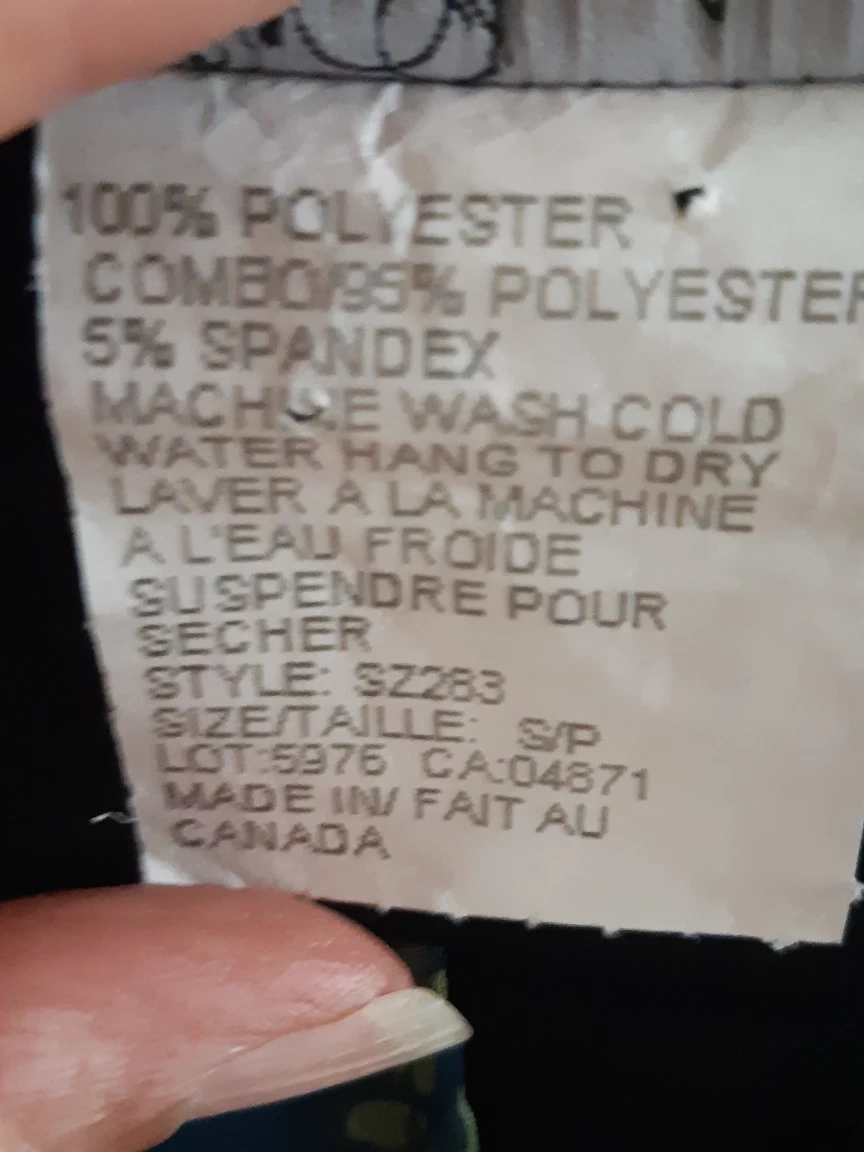 100% POLYESTER
COMBO/95% POLYESTER
5% SPANDEX
MACHINE WASH COLD
WATER HANG TO DRY
LAVER A LA MACHINE
A L'EAU FROIDE
SUSPENDRE POUR
SECHER
STYLE: SZ283
SIZE/TAILLE: S/P
LOT:5976 CA:04871
MADE IN/ FAIT AU
CANADA